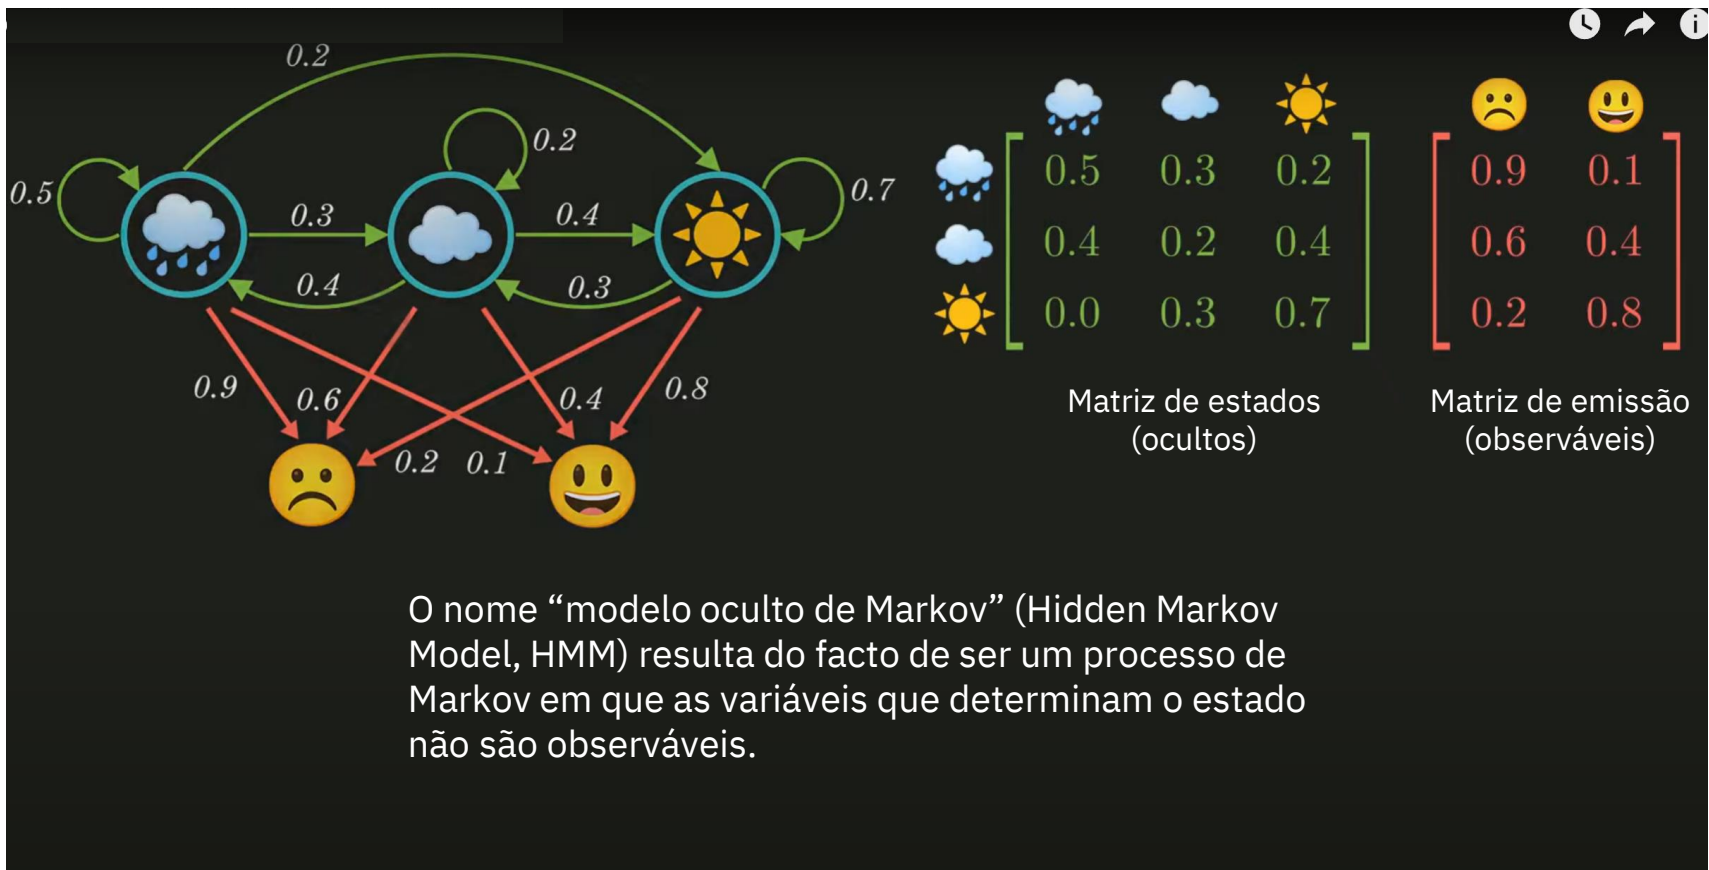 0.2
0.2
0.5
0.7
0.3
0.4
0.4
0.3
0.9
0.6
0.4
0.8
0.2
0.1
0.5 0.3 0.2
0.4 0.2 0.4
0.0 0.3 0.7
0.9 0.1
0.6 0.4
0.2 0.8
Matriz de estados
(ocultos)
Matriz de emissão
(observáveis)
O nome “modelo oculto de Markov” (Hidden Markov
Model, HMM) resulta do facto de ser um processo de
Markov em que as variáveis que determinam o estado
não são observáveis.